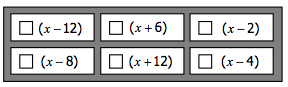 ☐ (x – 12) ☐ (x + 6) ☐ (x – 2)
☐ (x – 8) ☐ (x + 12) ☐ (x – 4)